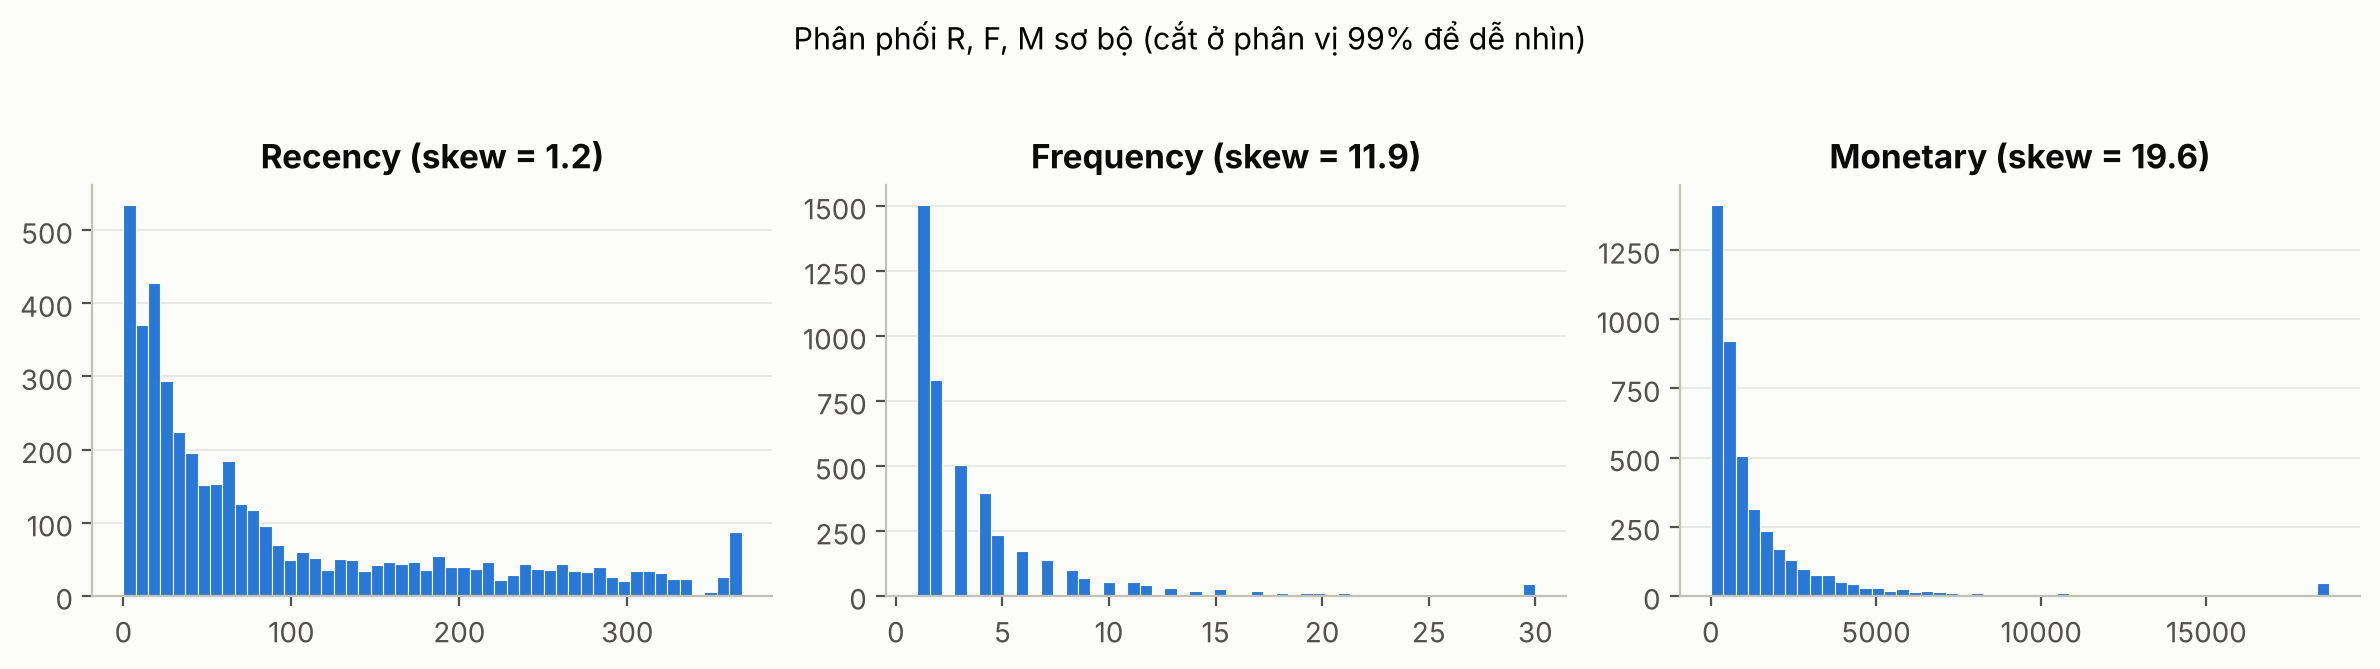 Phân phối R, F, M sơ bộ (cắt ở phân vị 99% để dễ nhìn)
Recency (skew = 1.2)
500
400
300
200
100
0
0 100 200 300
Frequency (skew = 11.9)
1500
1250
1000
750
500
250
0
0 5 10 15 20 25 30
Monetary (skew = 19.6)
1250
1000
750
500
250
0
0 5000 10000 15000